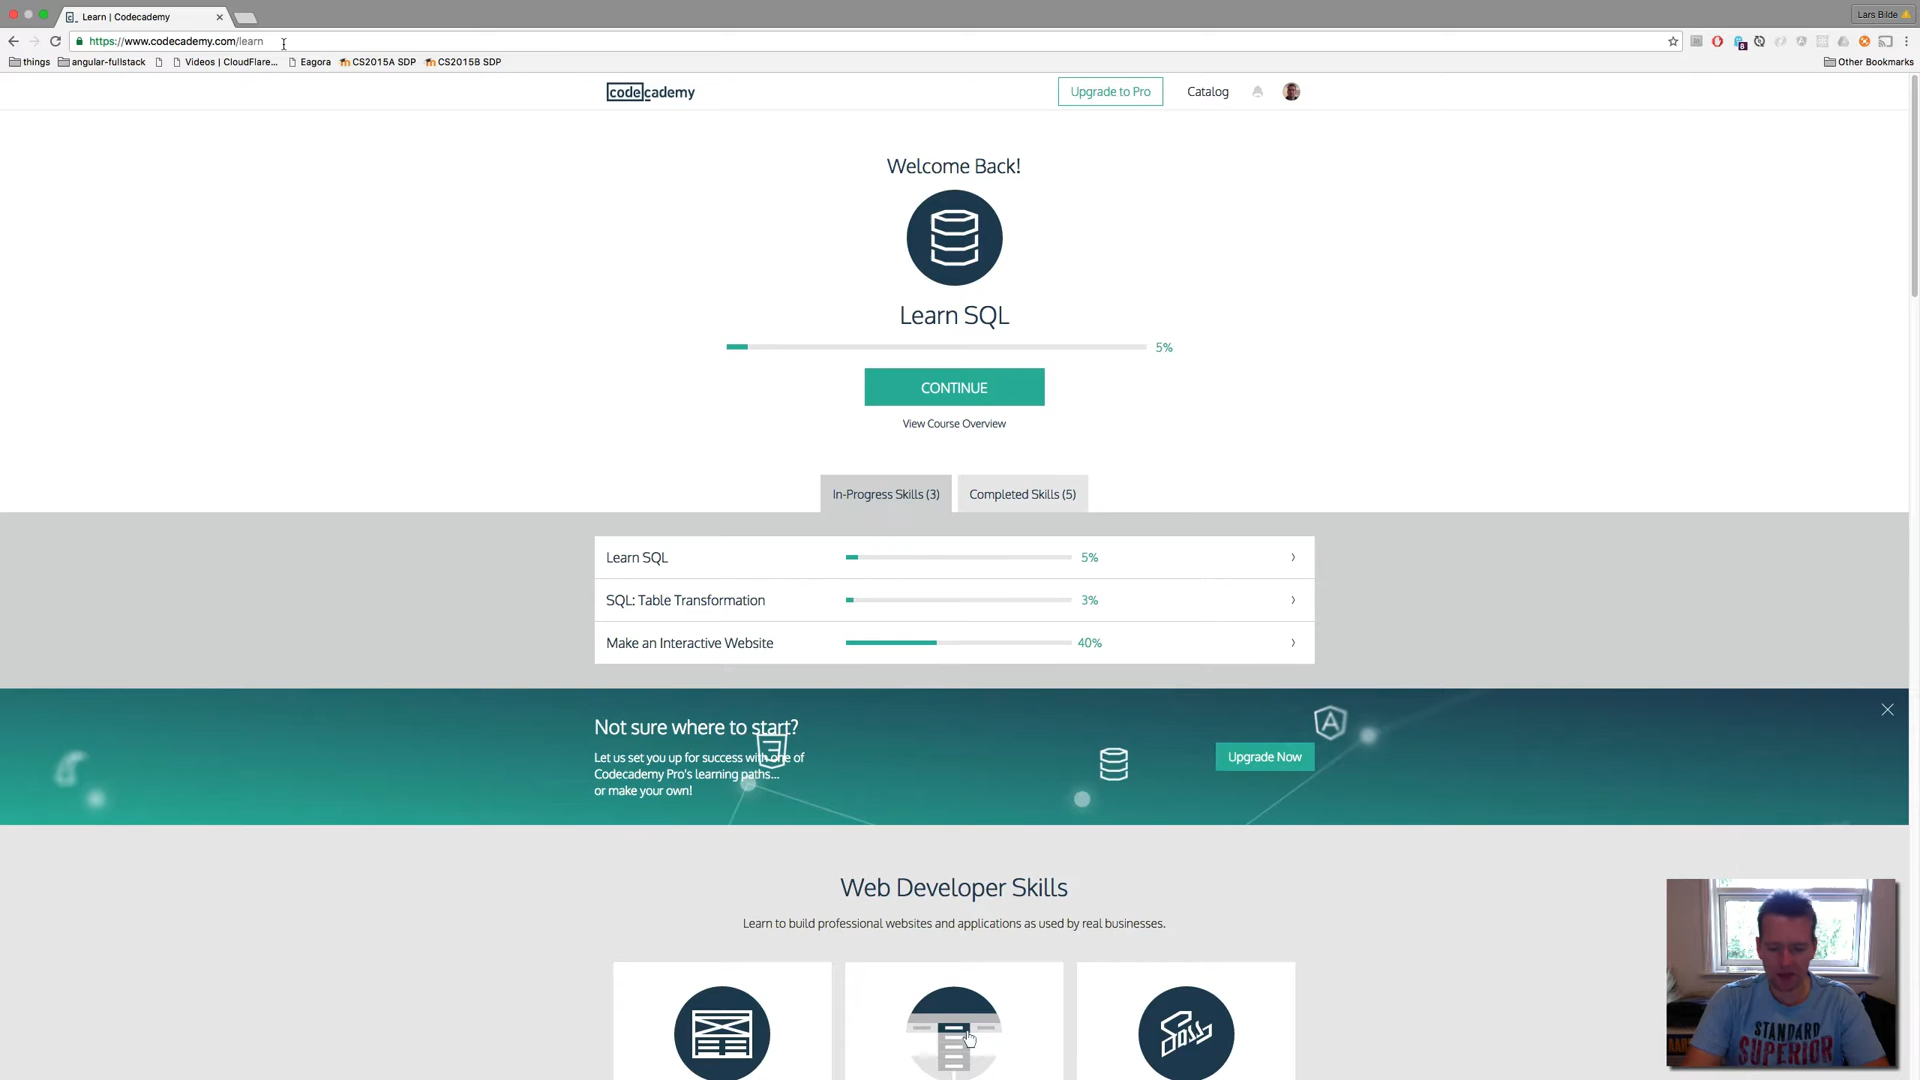 Learn | Codecademy
Lars Bilde
https://www.codecademy.com/learn
things
angular-fullstack
Videos | CloudFlare...
Eagora
CS2015A SDP
CS2015B SDP
Other Bookmarks
codecademy
Upgrade to Pro
Catalog
Welcome Back!
Learn SQL
5%
CONTINUE
View Course Overview
In-Progress Skills (3)
Completed Skills (5)
Learn SQL
5%
SQL: Table Transformation
3%
Make an Interactive Website
40%
Not sure where to start?
Let us set you up for success with one of
Codecademy Pro's learning paths...
or make your own!
Upgrade Now
Web Developer Skills
Learn to build professional websites and applications as used by real businesses.
Sass
STANDARD
SUPERIOR